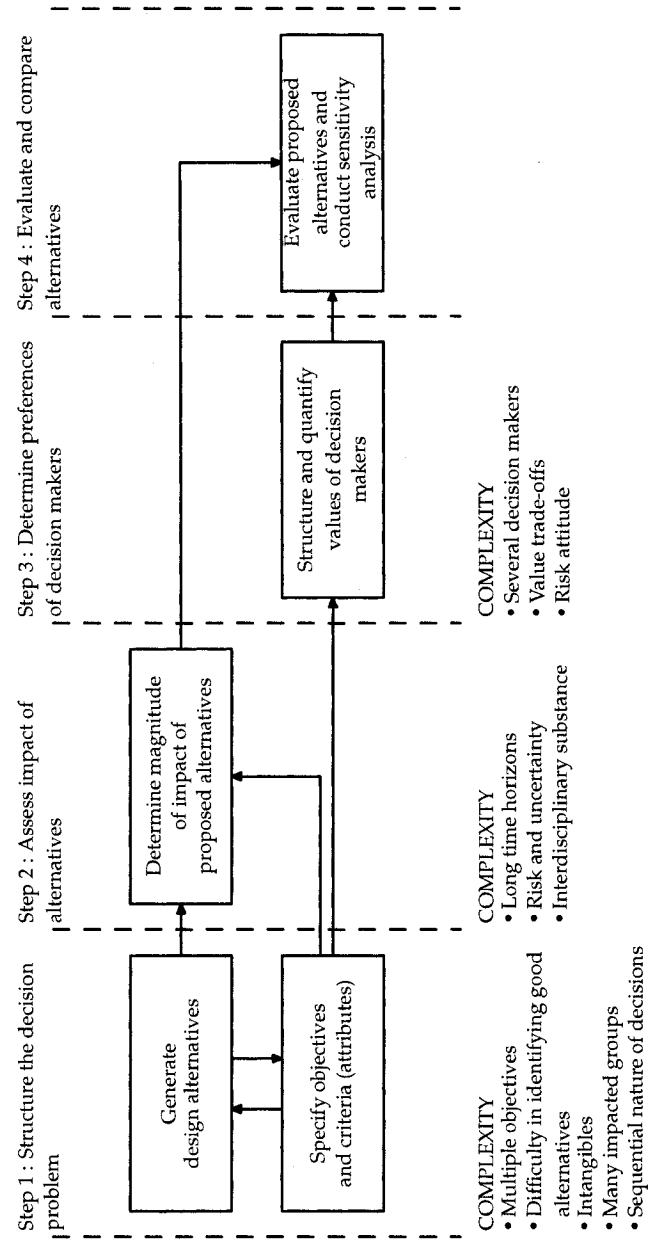 Step 1 : Structure the decision
problem
Generate
design alternatives
Specify objectives
and criteria (attributes)
COMPLEXITY
• Multiple objectives
• Difficulty in identifying good
alternatives
• Intangibles
• Many impacted groups
• Sequential nature of decisions
Step 2 : Assess impact of
alternatives
Determine magnitude
of impact of
proposed alternatives
COMPLEXITY
• Long time horizons
• Risk and uncertainty
• Interdisciplinary substance
Step 3 : Determine preferences
of decision makers
Structure and quantify
values of decision
makers
COMPLEXITY
• Several decision makers
• Value trade-offs
• Risk attitude
Step 4 : Evaluate and compare
alternatives
Evaluate proposed
alternatives and
conduct sensitivity
analysis